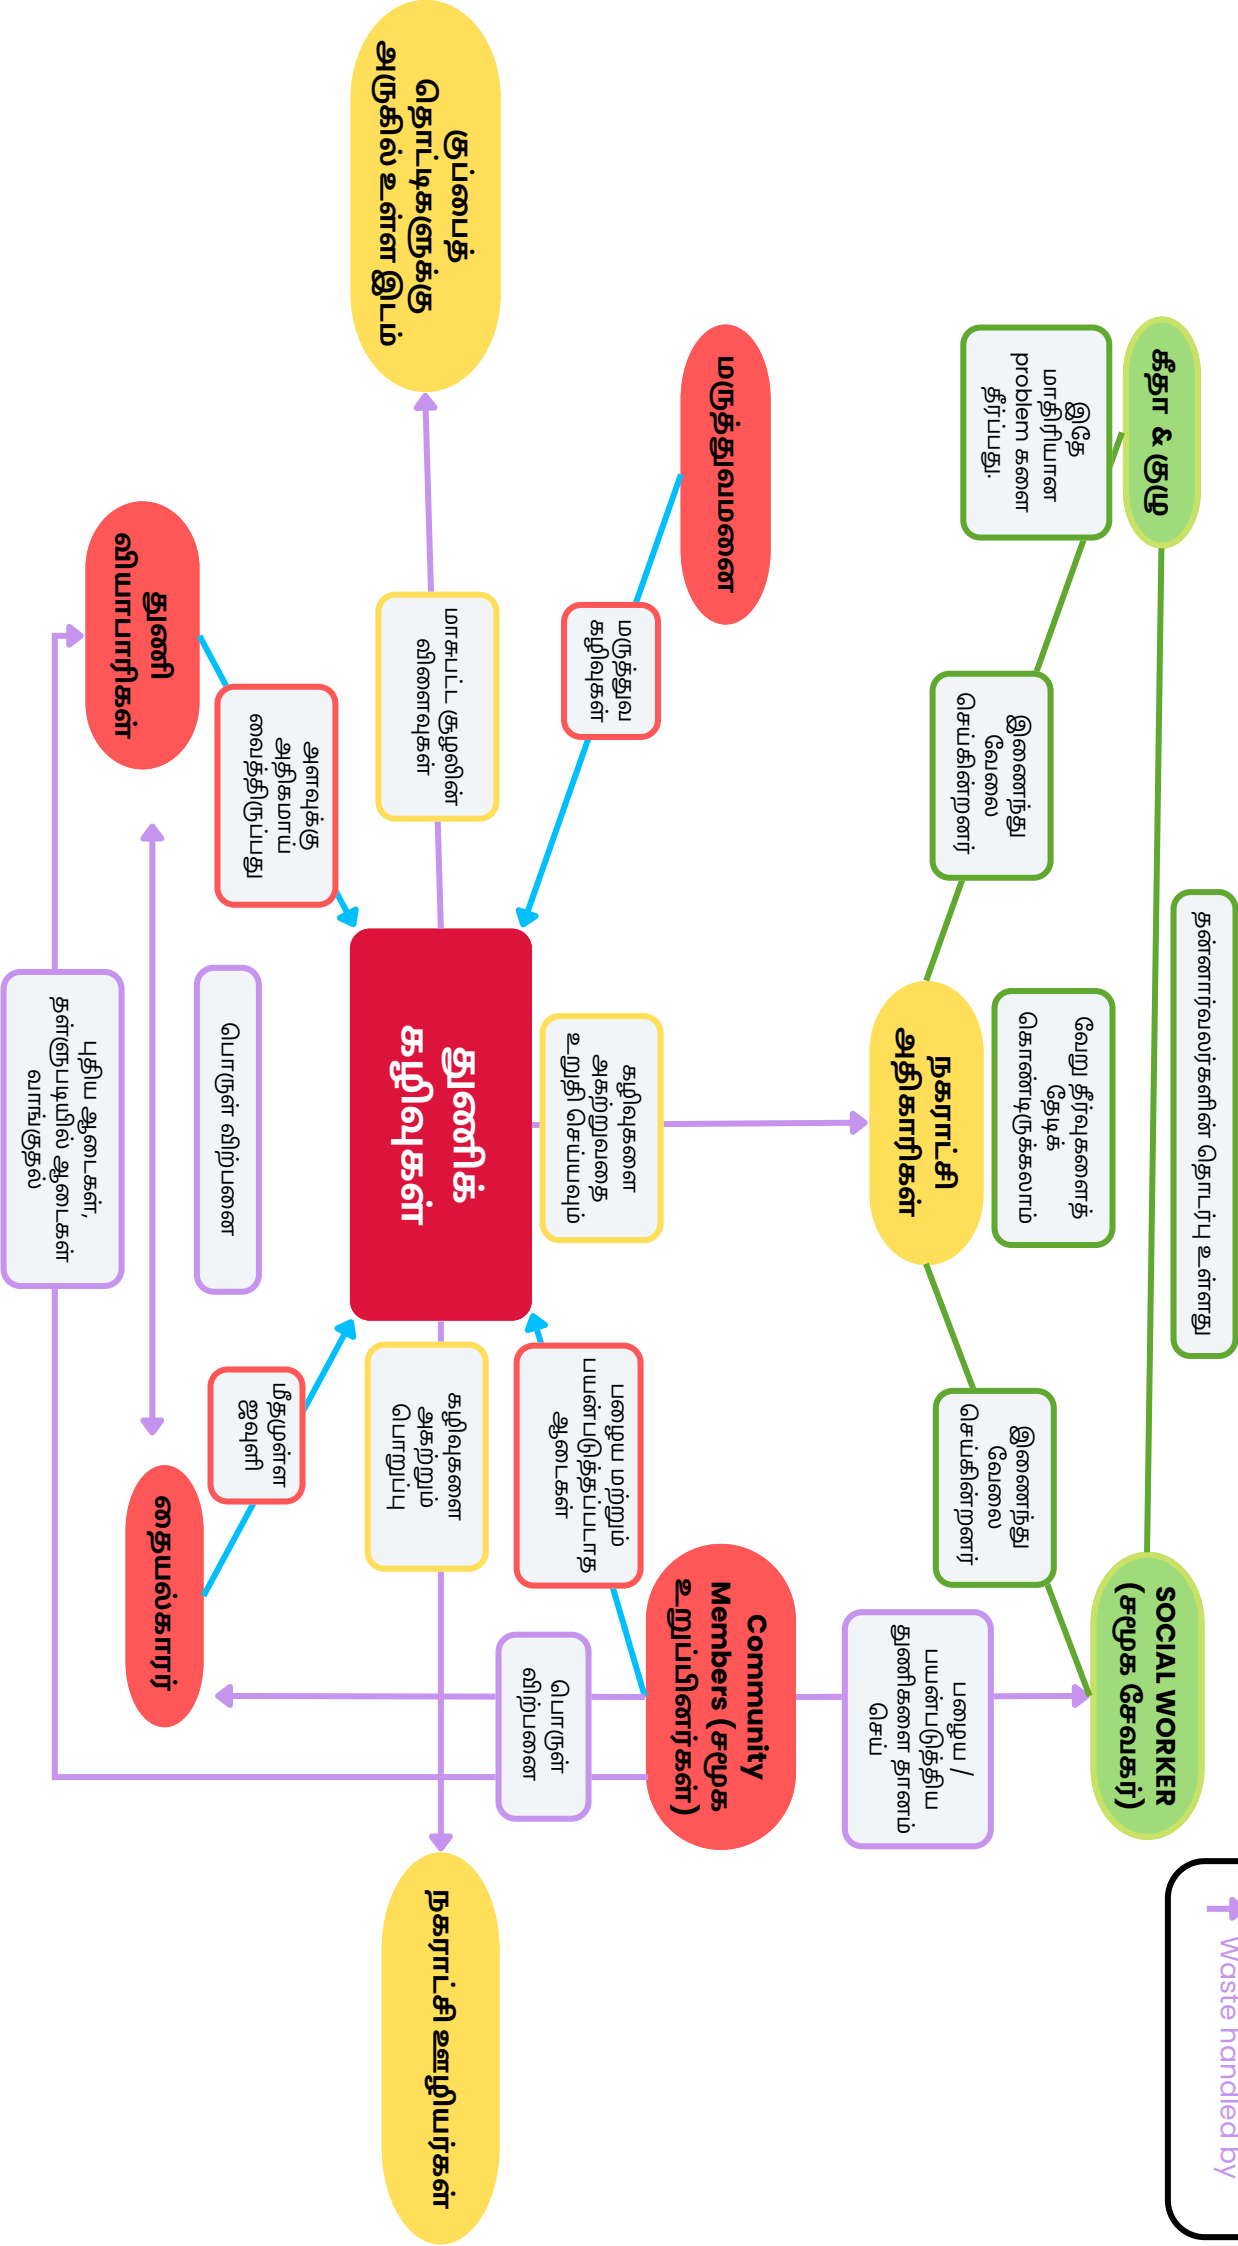 தன்னார்வலர்களின் தொடர்பு உள்ளது
கீதா & குழு
SOCIAL WORKER
(சமூக சேவகர்)
இதே
மாதிரியான
problem களை
தீர்ப்பது.
வேறு தீர்வுகளைத்
தேடிக்
கொண்டிருக்கலாம்
இணைந்து
வேலை
செய்கின்றனர்
இணைந்து
வேலை
செய்கின்றனர்
நகராட்சி
அதிகாரிகள்
பழைய /
பயன்படுத்திய
துணிகளை தானம்
செய்
மருத்துவமனை
Community
Members (சமூக
உறுப்பினர்கள்)
மருத்துவ
கழிவுகள்
கழிவுகளை
அகற்றுவதை
உறுதி செய்யவும்
பழைய மற்றும்
பயன்படுத்தப்படாத
ஆடைகள்
பொருள்
விற்பனை
குப்பைத்
தொட்டிகளுக்கு
அருகில் உள்ள இடம்
மாசுபட்ட சூழலின்
விளைவுகள்
துணிக்
கழிவுகள்
கழிவுகளை
அகற்றும்
பொறுப்பு
நகராட்சி ஊழியர்கள்
அளவுக்கு
அதிகமாய்
வைத்திருப்பது
மீதமுள்ள
ஜவுளி
துணி
வியாபாரிகள்
பொருள் விற்பனை
தையல்காரர்
புதிய ஆடைகள்,
தள்ளுபடியில் ஆடைகள்
வாங்குதல்
Waste handled by